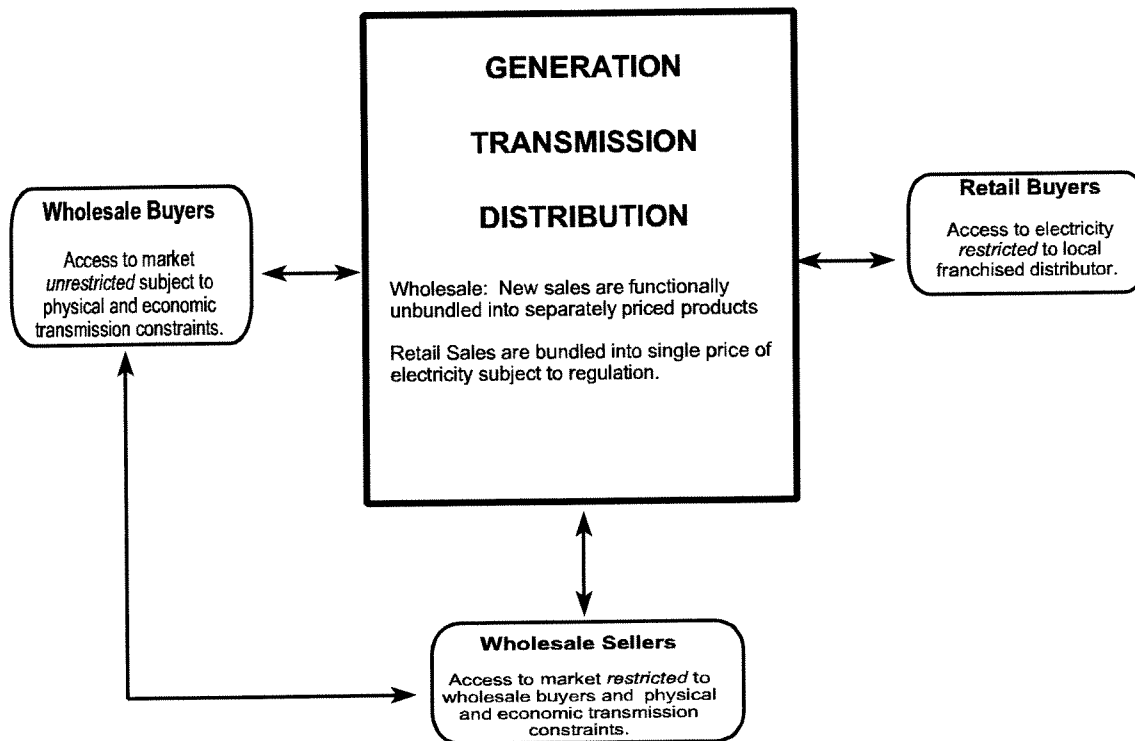 GENERATION
TRANSMISSION
DISTRIBUTION
Wholesale: New sales are functionally
unbundled into separately priced products
Retail Sales are bundled into single price of
electricity subject to regulation.
Wholesale Buyers
Access to market
unrestricted subject to
physical and economic
transmission constraints.
Retail Buyers
Access to electricity
restricted to local
franchised distributor.
Wholesale Sellers
Access to market restricted to
wholesale buyers and physical
and economic transmission
constraints.